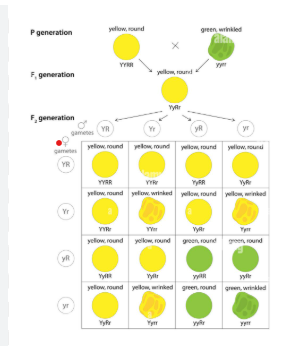 P generation
yellow, round green, wrinkled
×
YYRR yyrr
F₁ generation
yellow, round
YyRr
F₂ generation
♂
gametes YR Yr yR yr
♀
gametes
yellow, round yellow, round yellow, round yellow, round
YR
YYRR YYRr YyRR YyRr
yellow, round yellow, wrinked yellow, round yellow, wrinked
Yr
YYRr YYrr YyRr Yyrr
yellow, round yellow, round green, round green, round
yR
YyRR YyRr yyRR yyRr
yellow, round yellow, wrinked green, round green, wrinkled
yr
YyRr Yyrr yyRr yyrr